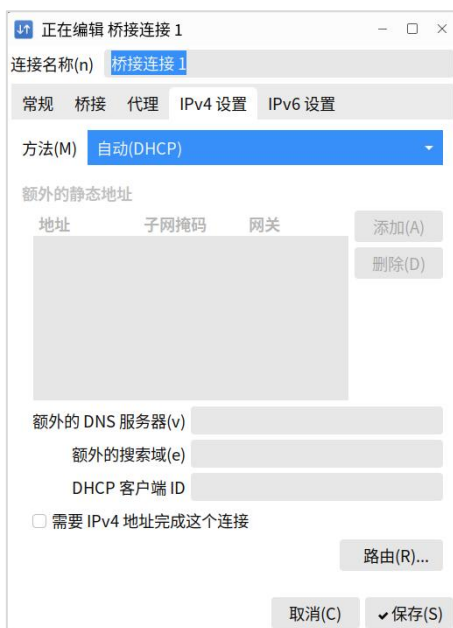 正在编辑 桥接连接 1
连接名称(n) 桥接连接 1
常规 桥接 代理 IPv4 设置 IPv6 设置
方法(M) 自动(DHCP)
额外的静态地址
地址 子网掩码 网关 添加(A)
删除(D)
额外的 DNS 服务器(v)
额外的搜索域(e)
DHCP 客户端 ID
需要 IPv4 地址完成这个连接
路由(R)...
取消(C) 保存(S)